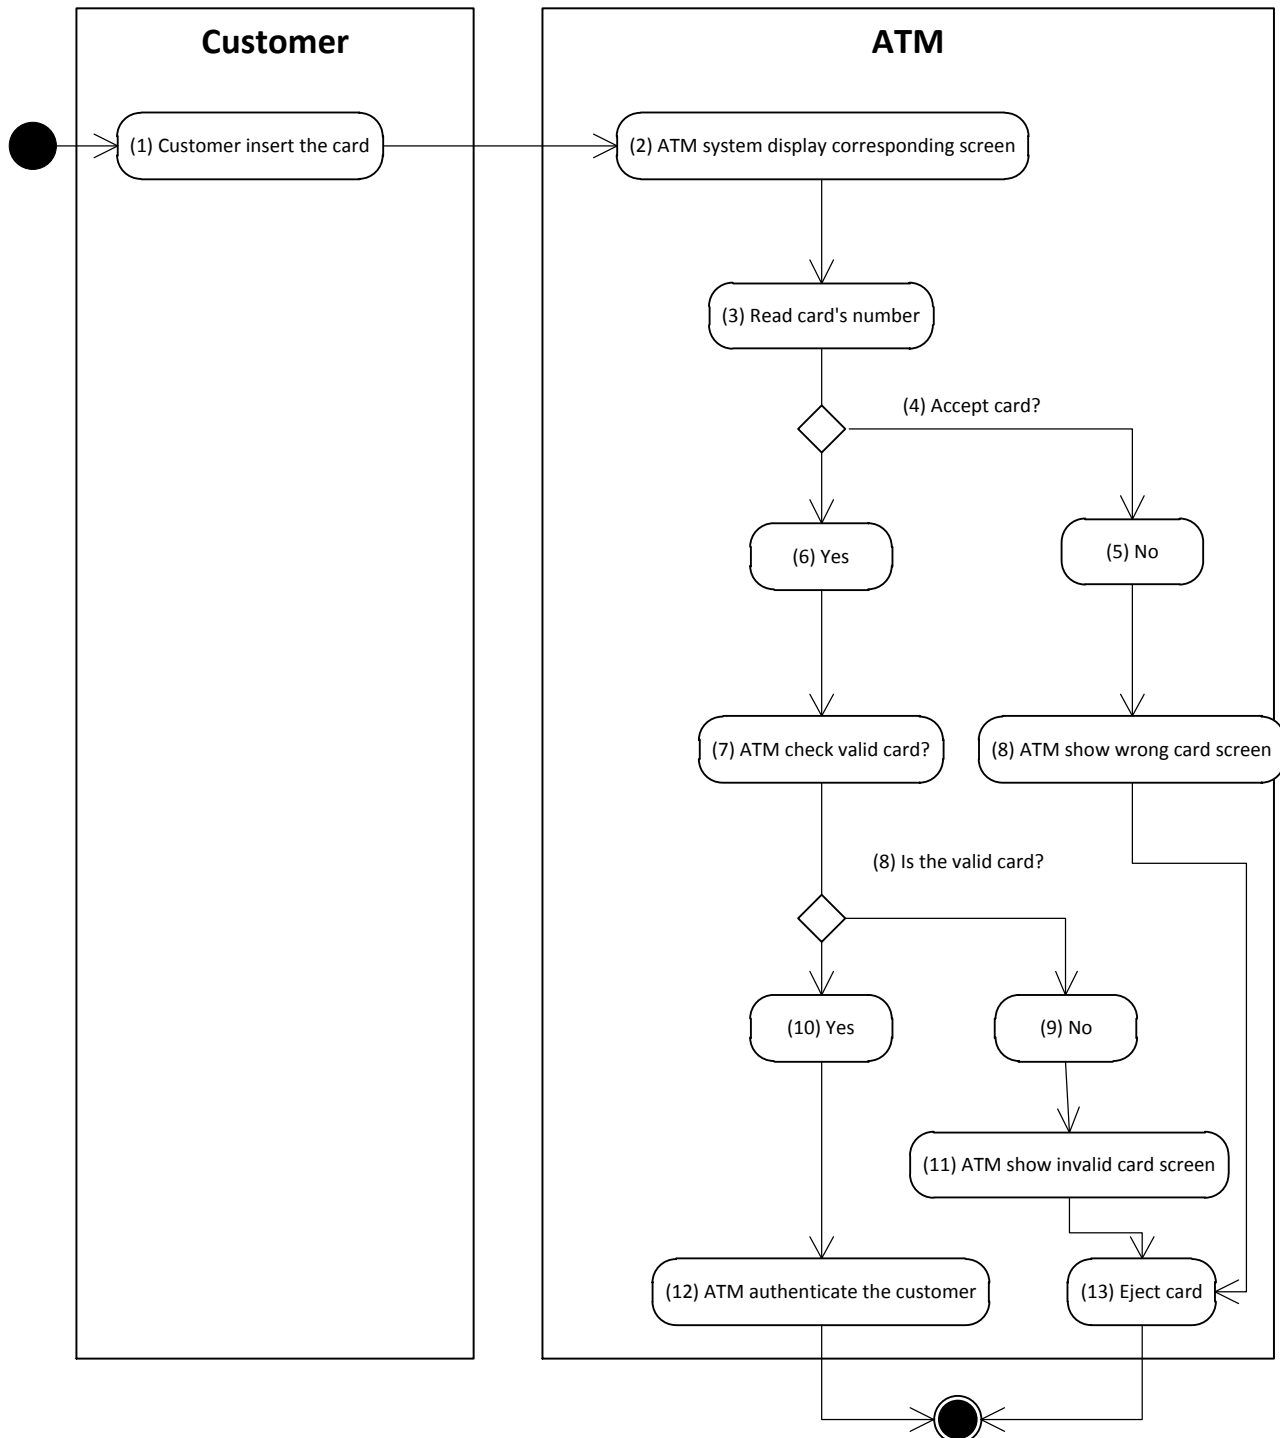 Customer
ATM
(1) Customer insert the card
(2) ATM system display corresponding screen
(3) Read card's number
(4) Accept card?
(6) Yes
(5) No
(7) ATM check valid card?
(8) ATM show wrong card screen
(8) Is the valid card?
(10) Yes
(9) No
(11) ATM show invalid card screen
(12) ATM authenticate the customer
(13) Eject card